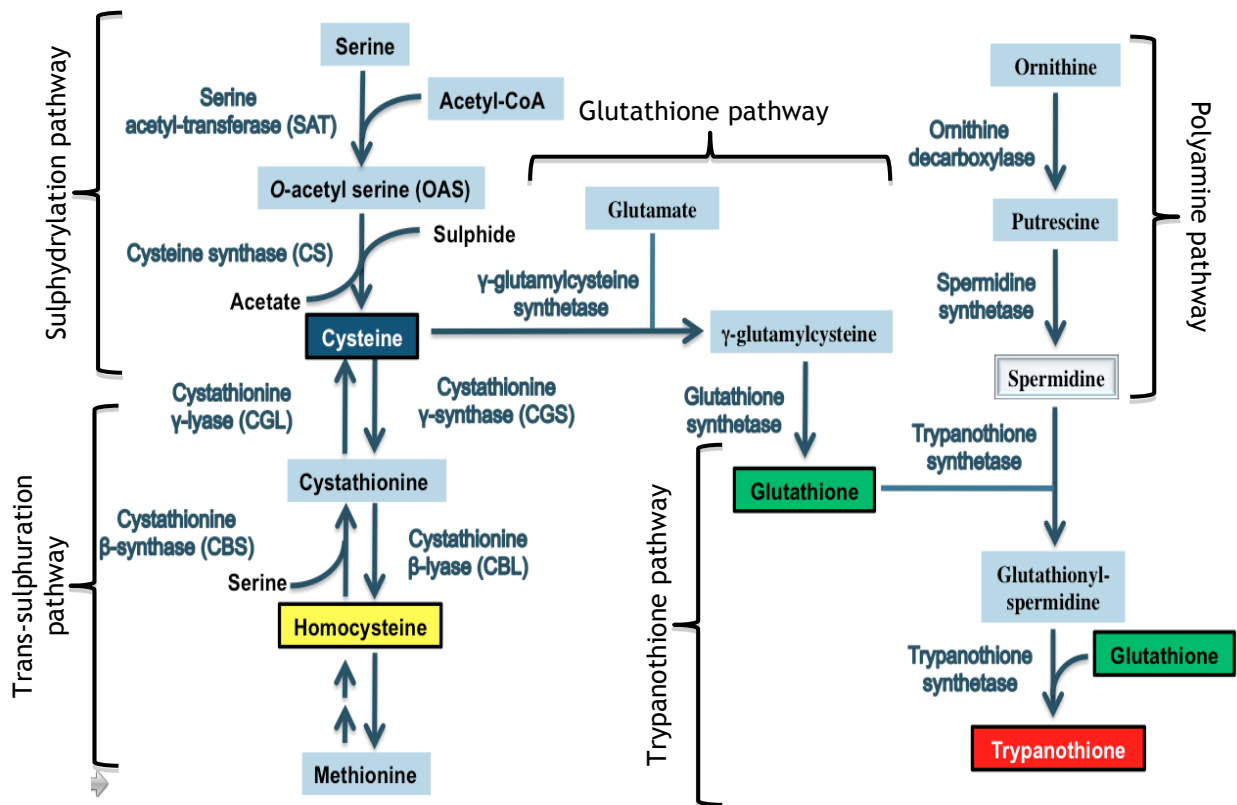 Sulphydrylation pathway
Serine
Serine
acetyl-transferase (SAT)
Acetyl-CoA
O-acetyl serine (OAS)
Cysteine synthase (CS)
Sulphide
Acetate
Cysteine
Trans-sulphuration
pathway
Cystathionine
γ-lyase (CGL)
Cystathionine
γ-synthase (CGS)
Cystathionine
Cystathionine
β-synthase (CBS)
Serine
Cystathionine
β-lyase (CBL)
Homocysteine
Methionine
Glutathione pathway
Glutamate
γ-glutamylcysteine
synthetase
γ-glutamylcysteine
Glutathione
synthetase
Trypanothione pathway
Glutathione
Polyamine pathway
Ornithine
Ornithine
decarboxylase
Putrescine
Spermidine
synthetase
Spermidine
Trypanothione
synthetase
Glutathionyl-
spermidine
Trypanothione
synthetase
Glutathione
Trypanothione